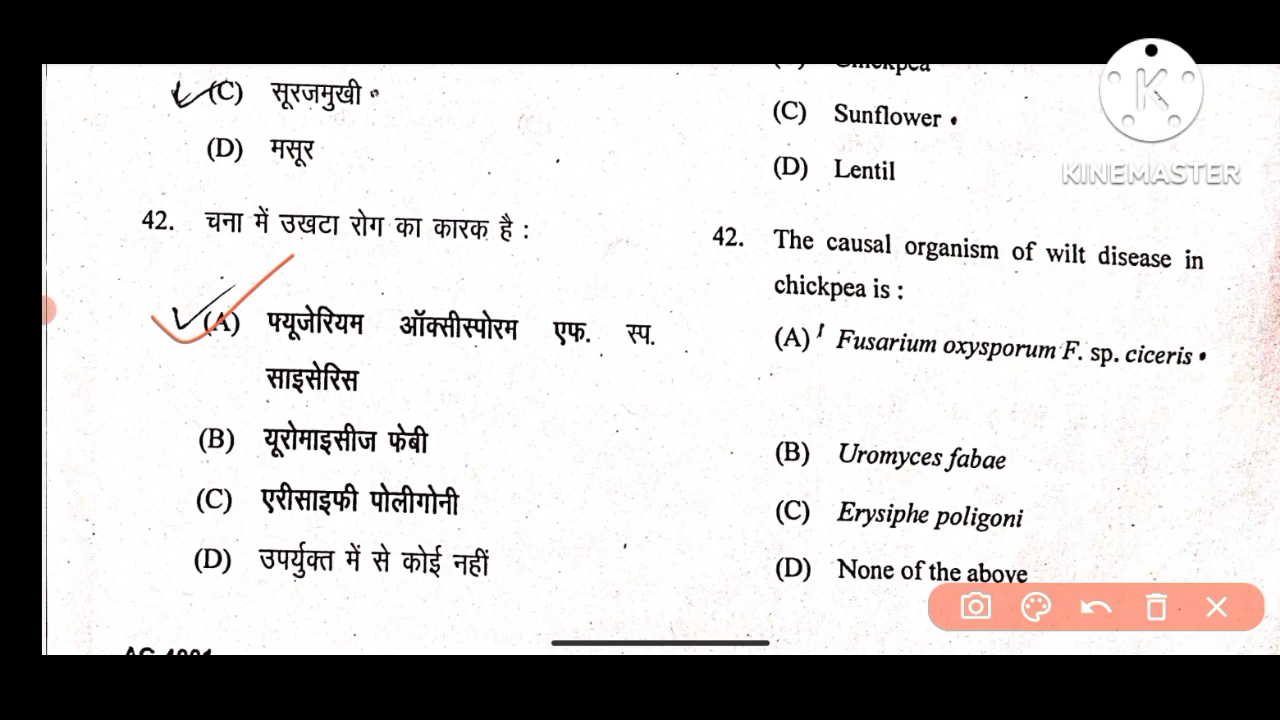 (C) सूरजमुखी
(D) मसूर
42. चना में उखटा रोग का कारक है :
(A) फ्यूजेरियम ऑक्सीस्पोरम एफ. स्प.
साइसेरिस
(B) यूरोमाइसीज फेबी
(C) एरीसाइफी पोलीगोनी
(D) उपर्युक्त में से कोई नहीं
Chickpea
(C) Sunflower
(D) Lentil
42. The causal organism of wilt disease in
chickpea is :
(A) Fusarium oxysporum F. sp. ciceris
(B) Uromyces fabae
(C) Erysiphe poligoni
(D) None of the above
K
KINEMASTER